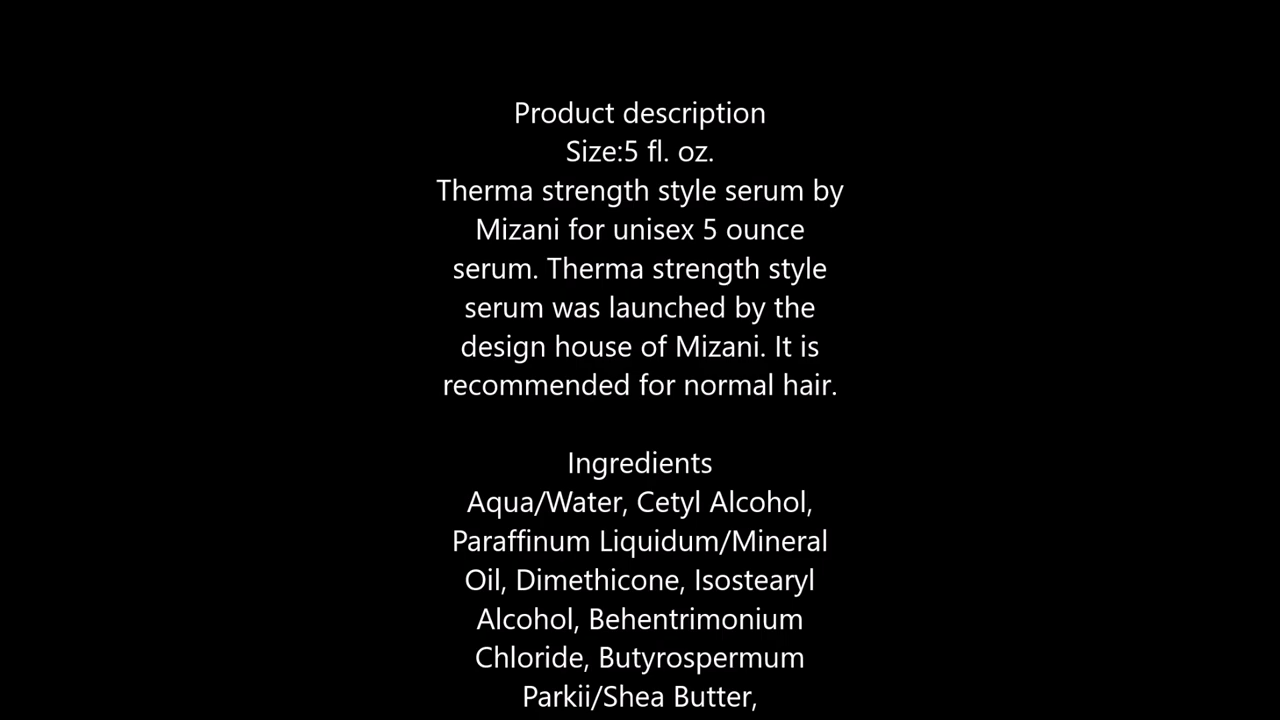 Product description
Size:5 fl. oz.
Therma strength style serum by
Mizani for unisex 5 ounce
serum. Therma strength style
serum was launched by the
design house of Mizani. It is
recommended for normal hair.
Ingredients
Aqua/Water, Cetyl Alcohol,
Paraffinum Liquidum/Mineral
Oil, Dimethicone, Isostearyl
Alcohol, Behentrimonium
Chloride, Butyrospermum
Parkii/Shea Butter,